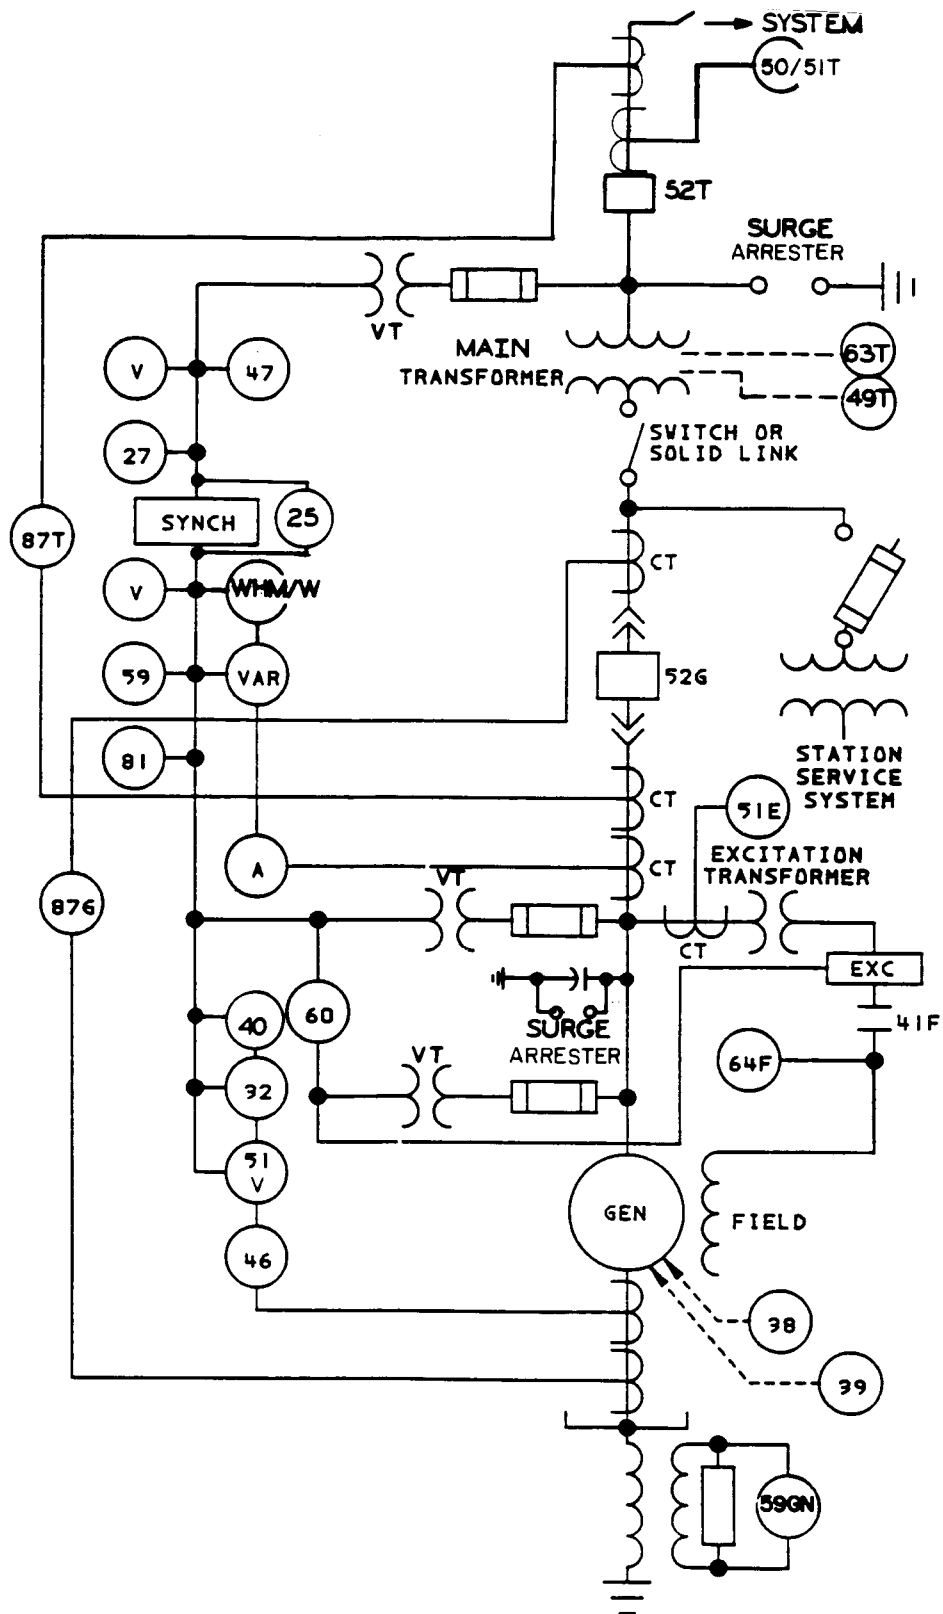 SYSTEM
50/51T
52T
SURGE
ARRESTER
VT
MAIN
TRANSFORMER
63T
49T
V
47
SWITCH OR
SOLID LINK
27
SYNCH
25
87T
CT
V
WHM/W
59
VAR
52G
81
STATION
SERVICE
SYSTEM
CT
51E
A
CT
EXCITATION
TRANSFORMER
VT
87G
CT
EXC
40
60
SURGE
ARRESTER
41F
64F
32
VT
51
V
GEN
FIELD
46
38
39
59GN